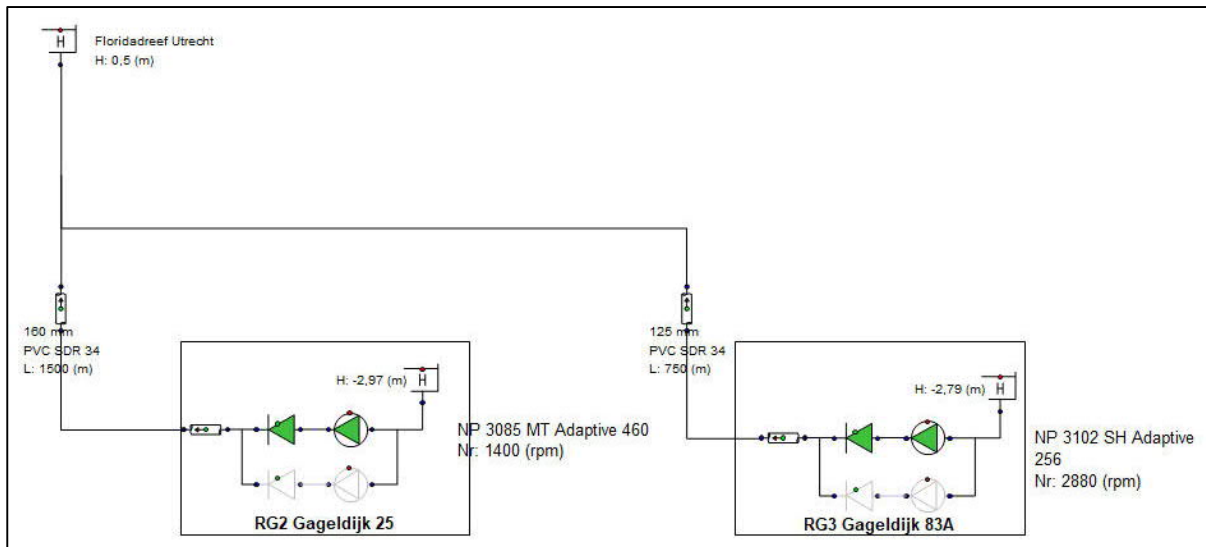 H
Floridadreef Utrecht
H: 0,5 (m)
160 mm
PVC SDR 34
L: 1500 (m)
H: -2,97 (m)
H
NP 3085 MT Adaptive 460
Nr: 1400 (rpm)
RG2 Gageldijk 25
125 mm
PVC SDR 34
L: 750 (m)
H: -2,79 (m)
H
NP 3102 SH Adaptive
256
Nr: 2880 (rpm)
RG3 Gageldijk 83A